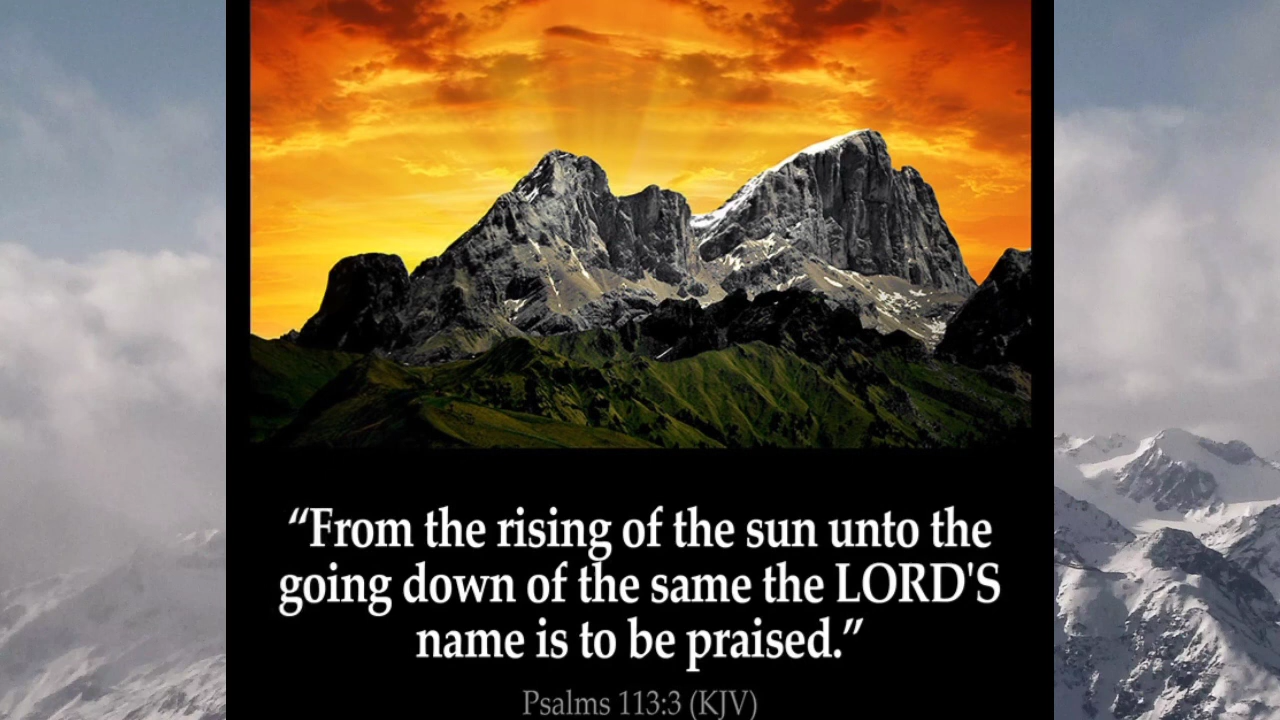 “From the rising of the sun unto the
going down of the same the LORD'S
name is to be praised.”
Psalms 113:3 (KJV)